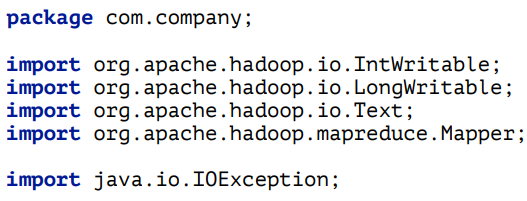 package com.company;
import org.apache.hadoop.io.IntWritable;
import org.apache.hadoop.io.LongWritable;
import org.apache.hadoop.io.Text;
import org.apache.hadoop.mapreduce.Mapper;
import java.io.IOException;